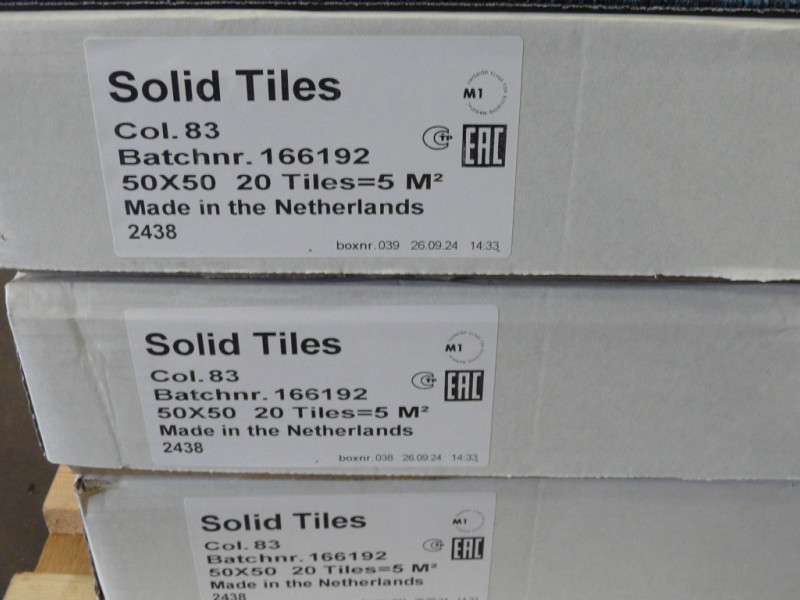 Solid Tiles
M1
Col. 83
EAC
Batchnr. 166192
50X50 20 Tiles=5 M²
Made in the Netherlands
2438
boxnr. 039 26.09.24 14:33
Solid Tiles
M1
Col. 83
EAC
Batchnr. 166192
50X50 20 Tiles=5 M²
Made in the Netherlands
2438
boxnr. 038 26.09.24 14:33
Solid Tiles
M1
Col. 83
EAC
Batchnr. 166192
50X50 20 Tiles=5 M²
Made in the Netherlands
2438